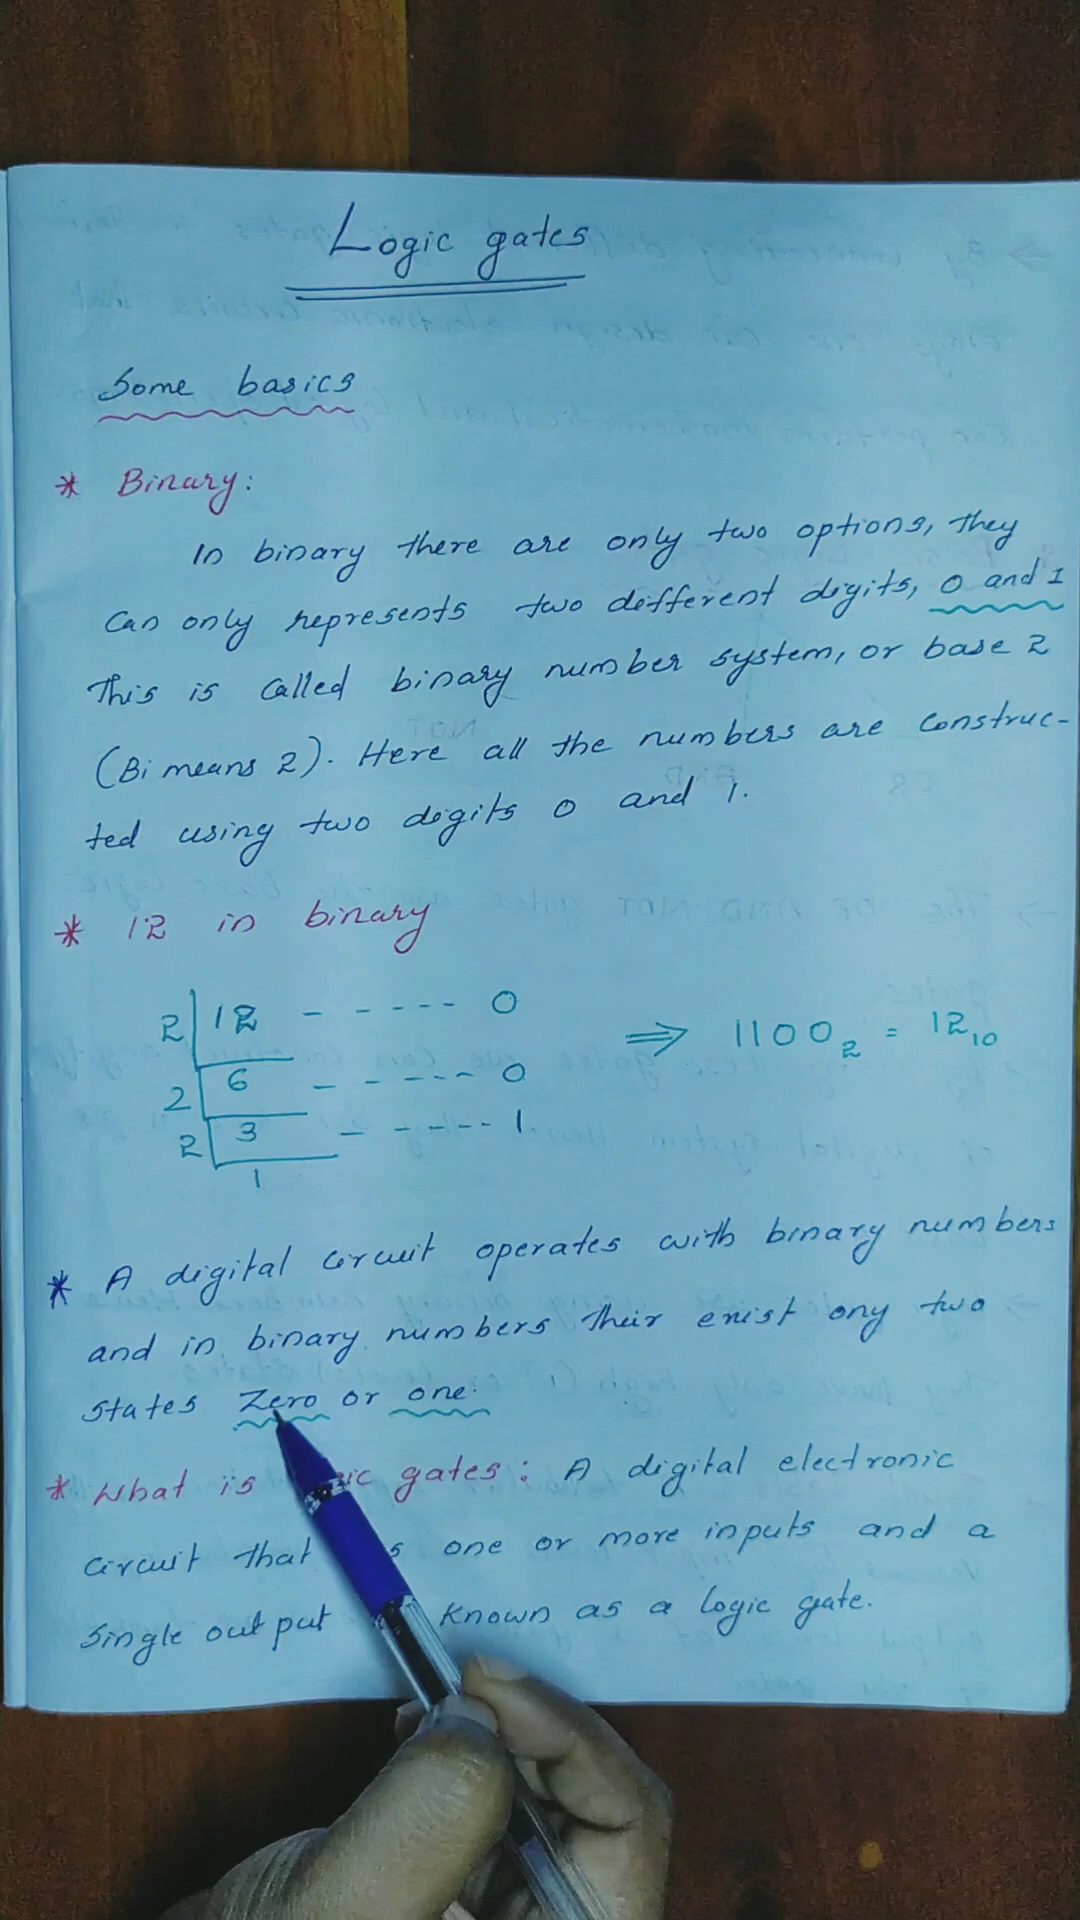 Logic gates
Some basics
* Binary:
In binary there are only two options, they
can only represents two different digits, 0 and 1
This is called binary number system, or base 2
(Bi means 2). Here all the numbers are construc-
ted using two digits 0 and 1.
* 12 in binary
2 | 12 - - - - - - 0
2 | 6 - - - - - - 0
2 | 3 - - - - - - 1
1
⇒ 1100₂ = 12₁₀
* A digital circuit operates with binary numbers
and in binary numbers their exist ony two
states Zero or one.
* What is gates: A digital electronic
circuit that one or more inputs and a
single output known as a logic gate.